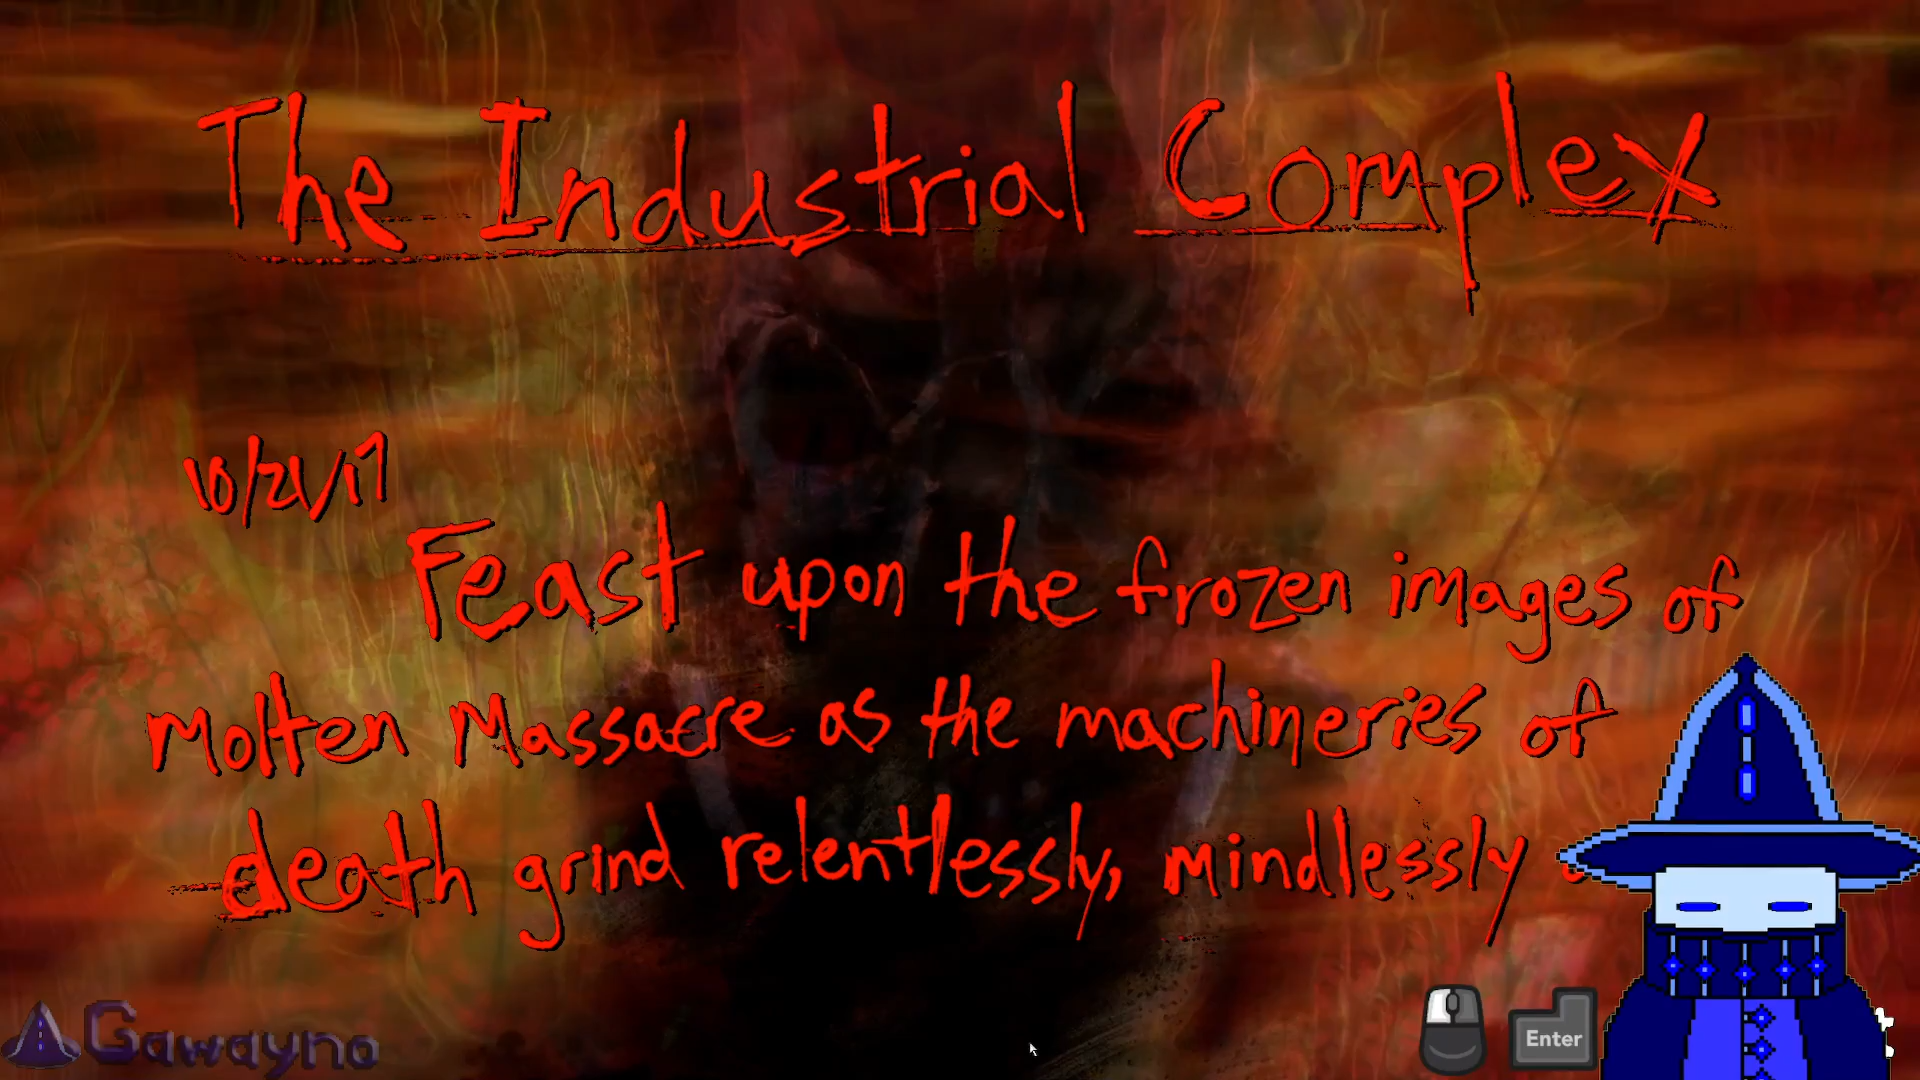 The Industrial Complex
10/21/17
Feast upon the frozen images of
Molten Massacre as the machineries of
death grind relentlessly, mindlessly
Gawayno
Enter